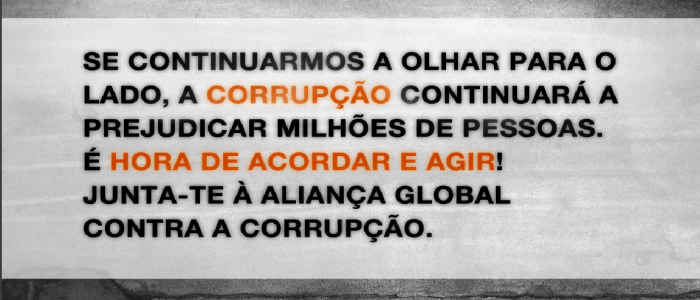 SE CONTINUARMOS A OLHAR PARA O
LADO, A CORRUPÇÃO CONTINUARÁ A
PREJUDICAR MILHÕES DE PESSOAS.
É HORA DE ACORDAR E AGIR!
JUNTA-TE À ALIANÇA GLOBAL
CONTRA A CORRUPÇÃO.